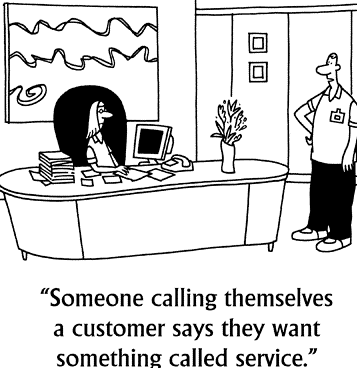 “Someone calling themselves
a customer says they want
something called service.”